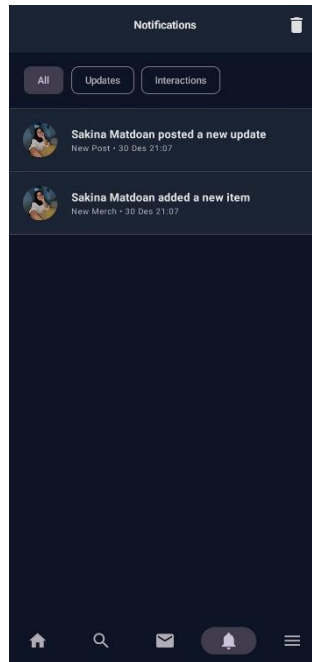 Notifications
All
Updates
Interactions
Sakina Matdoan posted a new update
New Post • 30 Des 21:07
Sakina Matdoan added a new item
New Merch • 30 Des 21:07